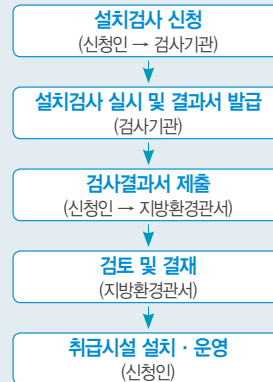 설치검사 신청
(신청인 → 검사기관)
설치검사 실시 및 결과서 발급
(검사기관)
검사결과서 제출
(신청인 → 지방환경관서)
검토 및 결재
(지방환경관서)
취급시설 설치 · 운영
(신청인)